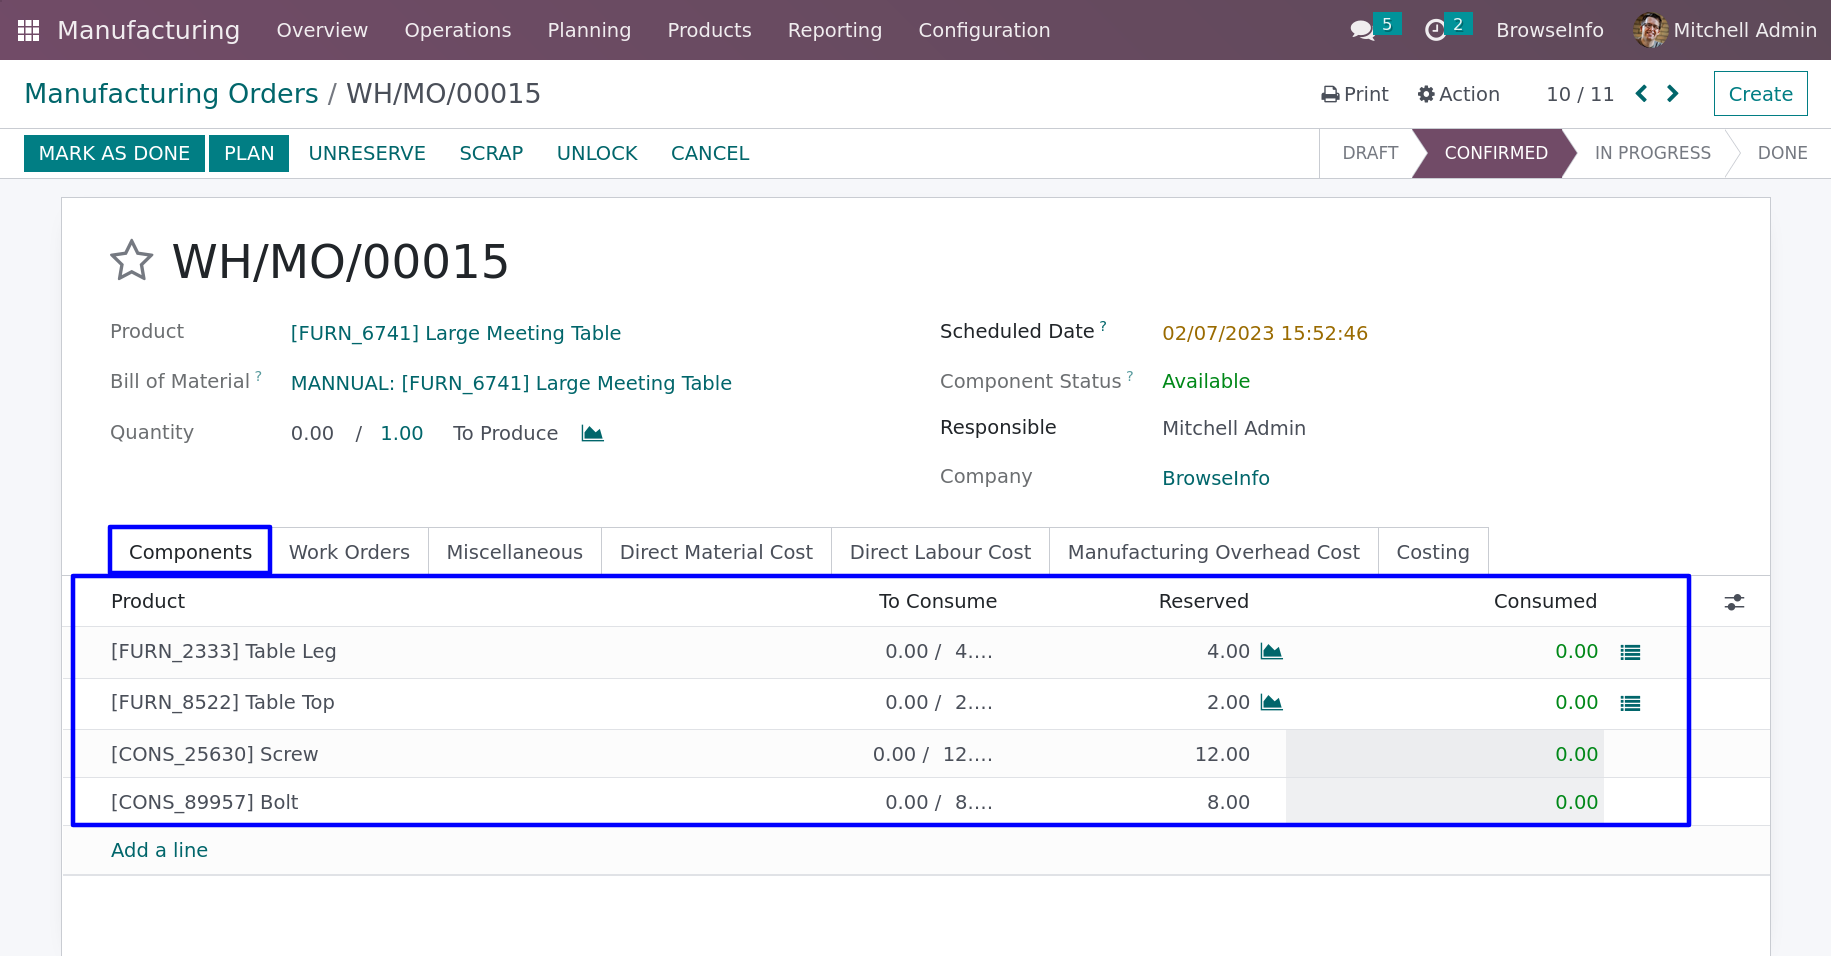 Manufacturing Overview Operations Planning Products Reporting Configuration 5 2 BrowseInfo Mitchell Admin
Manufacturing Orders / WH/MO/00015 Print Action 10 / 11 Create
MARK AS DONE PLAN UNRESERVE SCRAP UNLOCK CANCEL DRAFT CONFIRMED IN PROGRESS DONE
WH/MO/00015
Product [FURN_6741] Large Meeting Table Scheduled Date ? 02/07/2023 15:52:46
Bill of Material ? MANNUAL: [FURN_6741] Large Meeting Table Component Status ? Available
Quantity 0.00 / 1.00 To Produce Responsible Mitchell Admin
Company BrowseInfo
Components Work Orders Miscellaneous Direct Material Cost Direct Labour Cost Manufacturing Overhead Cost Costing
Product To Consume Reserved Consumed
[FURN_2333] Table Leg 0.00 / 4.... 4.00 0.00
[FURN_8522] Table Top 0.00 / 2.... 2.00 0.00
[CONS_25630] Screw 0.00 / 12.... 12.00 0.00
[CONS_89957] Bolt 0.00 / 8.... 8.00 0.00
Add a line